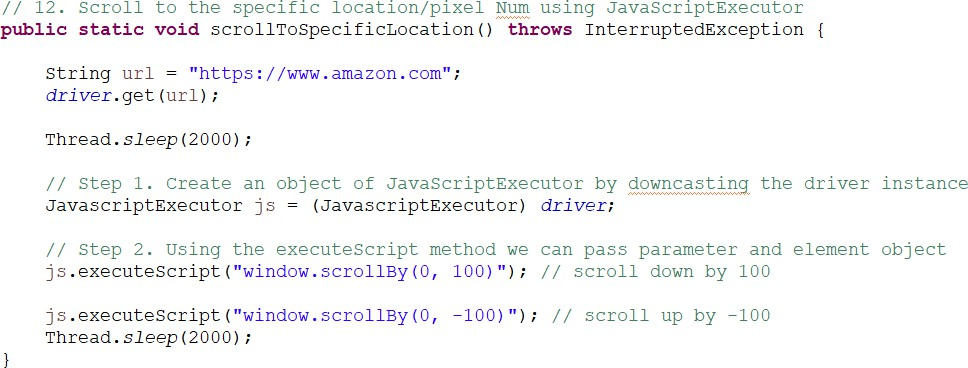 // 12. Scroll to the specific location/pixel Num using JavaScriptExecutor
public static void scrollToSpecificLocation() throws InterruptedException {
String url = "https://www.amazon.com";
driver.get(url);
Thread.sleep(2000);
// Step 1. Create an object of JavaScriptExecutor by downcasting the driver instance
JavascriptExecutor js = (JavascriptExecutor) driver;
// Step 2. Using the executeScript method we can pass parameter and element object
js.executeScript("window.scrollBy(0, 100)"); // scroll down by 100
js.executeScript("window.scrollBy(0, -100)"); // scroll up by -100
Thread.sleep(2000);
}